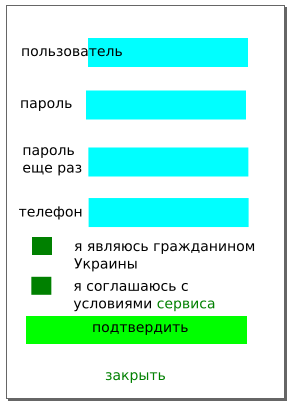 пользователь
пароль
пароль
еще раз
телефон
я являюсь гражданином
Украины
я соглашаюсь с
условиями сервиса
подтвердить
закрыть